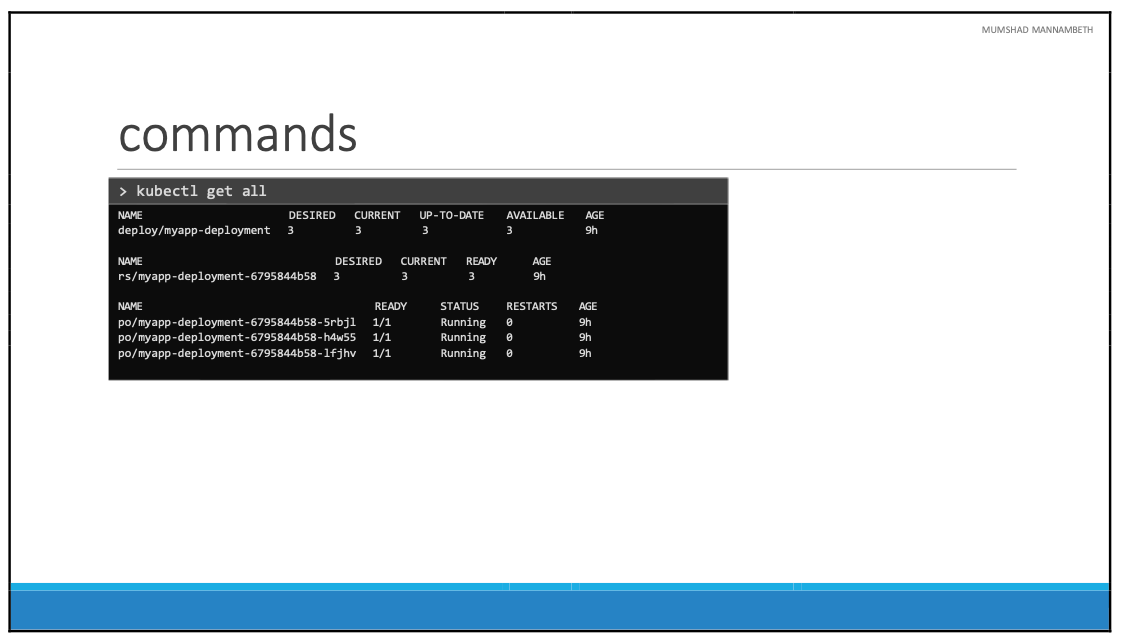 MUMSHAD MANNAMBETH
commands
> kubectl get all
NAME DESIRED CURRENT UP-TO-DATE AVAILABLE AGE
deploy/myapp-deployment 3 3 3 3 9h
NAME DESIRED CURRENT READY AGE
rs/myapp-deployment-6795844b58 3 3 3 9h
NAME READY STATUS RESTARTS AGE
po/myapp-deployment-6795844b58-5rbjl 1/1 Running 0 9h
po/myapp-deployment-6795844b58-h4w55 1/1 Running 0 9h
po/myapp-deployment-6795844b58-lfjhv 1/1 Running 0 9h